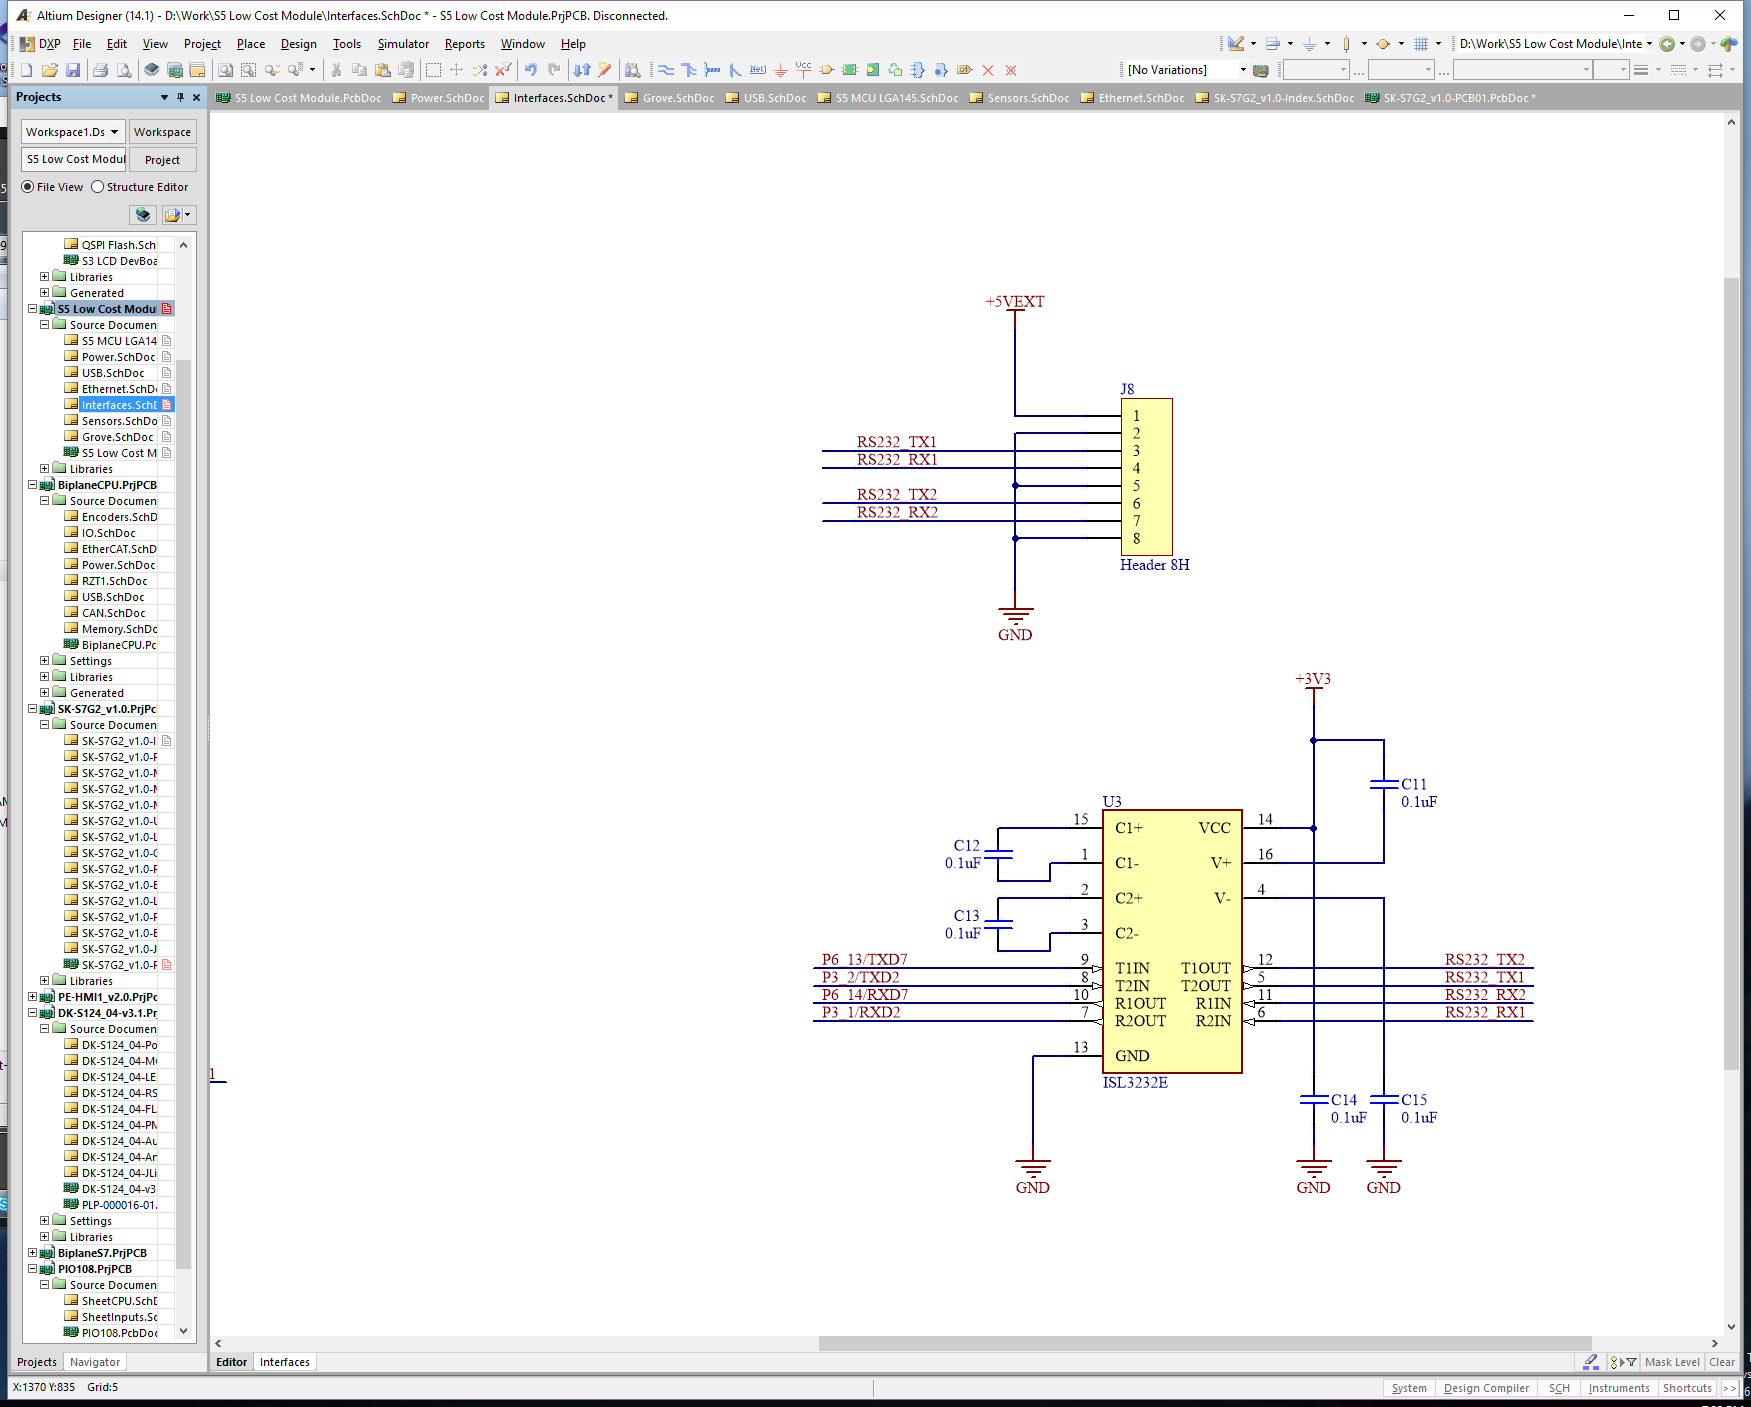 Altium Designer (14.1) - D:\Work\S5 Low Cost Module\Interfaces.SchDoc * - S5 Low Cost Module.PrjPCB. Disconnected.
DXP File Edit View Project Place Design Tools Simulator Reports Window Help
D:\Work\S5 Low Cost Module\Inte
[No Variations]
Projects
S5 Low Cost Module.PcbDoc Power.SchDoc Interfaces.SchDoc * Grove.SchDoc USB.SchDoc S5 MCU LGA145.SchDoc Sensors.SchDoc Ethernet.SchDoc SK-S7G2_v1.0-Index.SchDoc SK-S7G2_v1.0-PCB01.PcbDoc *
Workspace1.Ds Workspace
S5 Low Cost Modul Project
File View Structure Editor
QSPI Flash.Sch
S3 LCD DevBoa
Libraries
Generated
S5 Low Cost Modu
Source Documen
S5 MCU LGA14
Power.SchDoc
USB.SchDoc
Ethernet.SchD
Interfaces.SchD
Sensors.SchDo
Grove.SchDoc
S5 Low Cost M
Libraries
BiplaneCPU.PrjPCB
Source Documen
Encoders.SchD
IO.SchDoc
EtherCAT.SchD
Power.SchDoc
RZT1.SchDoc
USB.SchDoc
CAN.SchDoc
Memory.SchDo
BiplaneCPU.Pc
Settings
Libraries
Generated
SK-S7G2_v1.0.PrjPc
Source Documen
SK-S7G2_v1.0-I
SK-S7G2_v1.0-P
SK-S7G2_v1.0-M
SK-S7G2_v1.0-M
SK-S7G2_v1.0-M
SK-S7G2_v1.0-U
SK-S7G2_v1.0-L
SK-S7G2_v1.0-C
SK-S7G2_v1.0-P
SK-S7G2_v1.0-E
SK-S7G2_v1.0-L
SK-S7G2_v1.0-P
SK-S7G2_v1.0-E
SK-S7G2_v1.0-J
SK-S7G2_v1.0-P
Libraries
PE-HMI1_v2.0.PrjPc
DK-S124_04-v3.1.Pr
Source Documen
DK-S124_04-Po
DK-S124_04-M
DK-S124_04-LE
DK-S124_04-RS
DK-S124_04-FL
DK-S124_04-PM
DK-S124_04-Au
DK-S124_04-An
DK-S124_04-JLi
DK-S124_04-v3
PLP-000016-01.
Settings
Libraries
BiplaneS7.PrjPCB
PIO108.PrjPCB
Source Documen
SheetCPU.SchD
SheetInputs.Sc
PIO108.PcbDoc
Projects Navigator
+5VEXT
J8
1
2
RS232_TX1 3
RS232_RX1 4
5
RS232_TX2 6
RS232_RX2 7
8
Header 8H
GND
+3V3
C11
0.1uF
U3
15 C1+ VCC 14
C12
0.1uF
1 C1- V+ 16
2 C2+ V- 4
C13
0.1uF
3 C2-
P6_13/TXD7 9 T1IN T1OUT 12 RS232_TX2
P3_2/TXD2 8 T2IN T2OUT 5 RS232_TX1
P6_14/RXD7 10 R1OUT R1IN 11 RS232_RX2
P3_1/RXD2 7 R2OUT R2IN 6 RS232_RX1
13 GND
ISL3232E
1
C14
0.1uF
C15
0.1uF
GND GND GND
Editor Interfaces
Mask Level Clear
X:1370 Y:835 Grid:5
System Design Compiler SCH Instruments Shortcuts >>